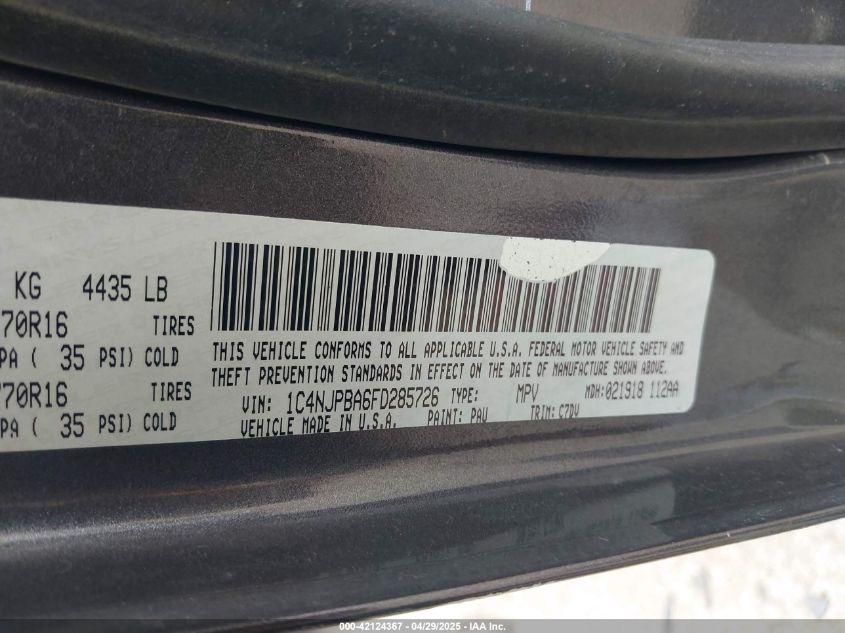 KG 4435 LB
70R16 TIRES
PA ( 35 PSI) COLD
70R16 TIRES
PA ( 35 PSI) COLD
THIS VEHICLE CONFORMS TO ALL APPLICABLE U.S.A. FEDERAL MOTOR VEHICLE SAFETY AND
THEFT PREVENTION STANDARDS IN EFFECT ON THE DATE OF MANUFACTURE SHOWN ABOVE.
VIN: 1C4NJPBA6FD285726 TYPE: MPV MDH:021918 112AA
VEHICLE MADE IN U.S.A. PAINT: PAU TRIM: C7DV
000-42124367 - 04/29/2025 - IAA Inc.